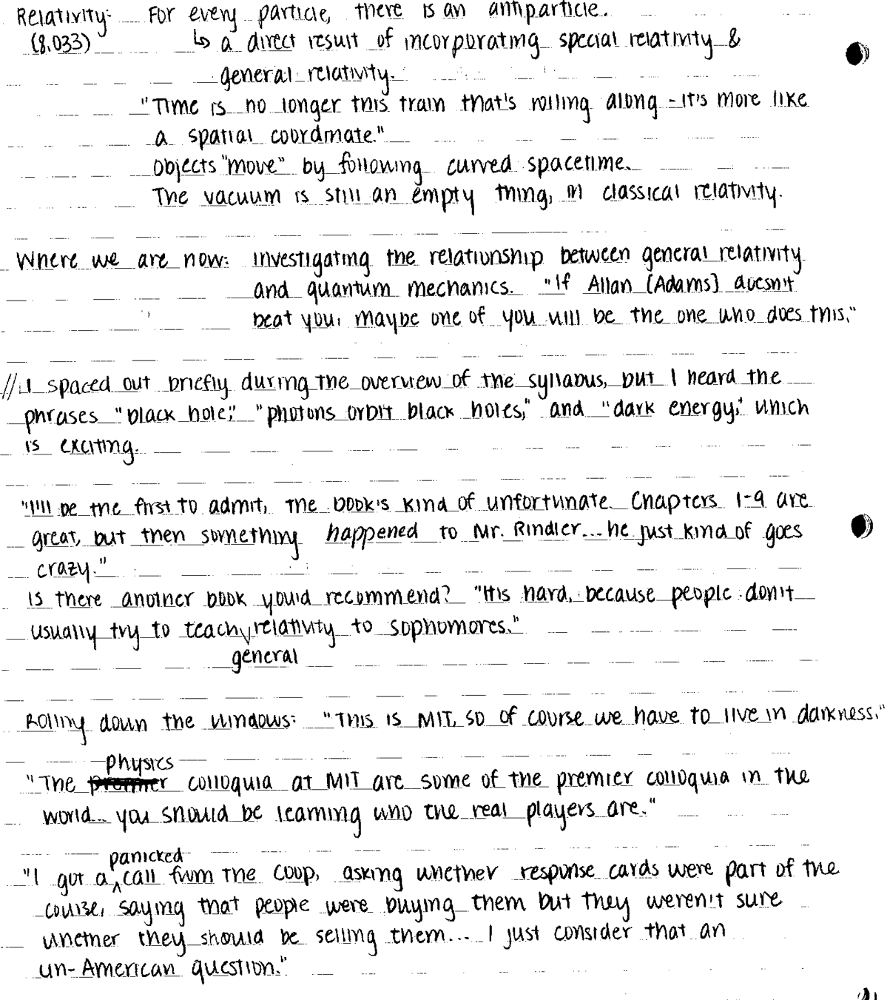 Relativity: For every particle, there is an antiparticle.
(8.033) ↳ a direct result of incorporating special relativity &
general relativity.
"Time is no longer this train that's rolling along - it's more like
a spatial coordinate."
Objects "move" by following curved spacetime.
The vacuum is still an empty thing, in classical relativity.
Where we are now: investigating the relationship between general relativity
and quantum mechanics. "If Allan [Adams] doesn't
beat you, maybe one of you will be the one who does this."
// I spaced out briefly during the overview of the syllabus, but I heard the
phrases "black hole," "photons orbit black holes," and "dark energy," which
is exciting.
"I'll be the first to admit, the book's kind of unfortunate. Chapters 1-9 are
great, but then something happened to Mr. Rindler... he just kind of goes
crazy."
Is there another book you'd recommend? "It's hard, because people don't
usually try to teach relativity to sophomores."
general
Rolling down the windows: "This is MIT, so of course we have to live in darkness."
physics
"The colloquia at MIT are some of the premier colloquia in the
world... you should be learning who the real players are."
panicked
"I got a call from the Coop, asking whether response cards were part of the
course, saying that people were buying them but they weren't sure
whether they should be selling them... I just consider that an
un-American question."